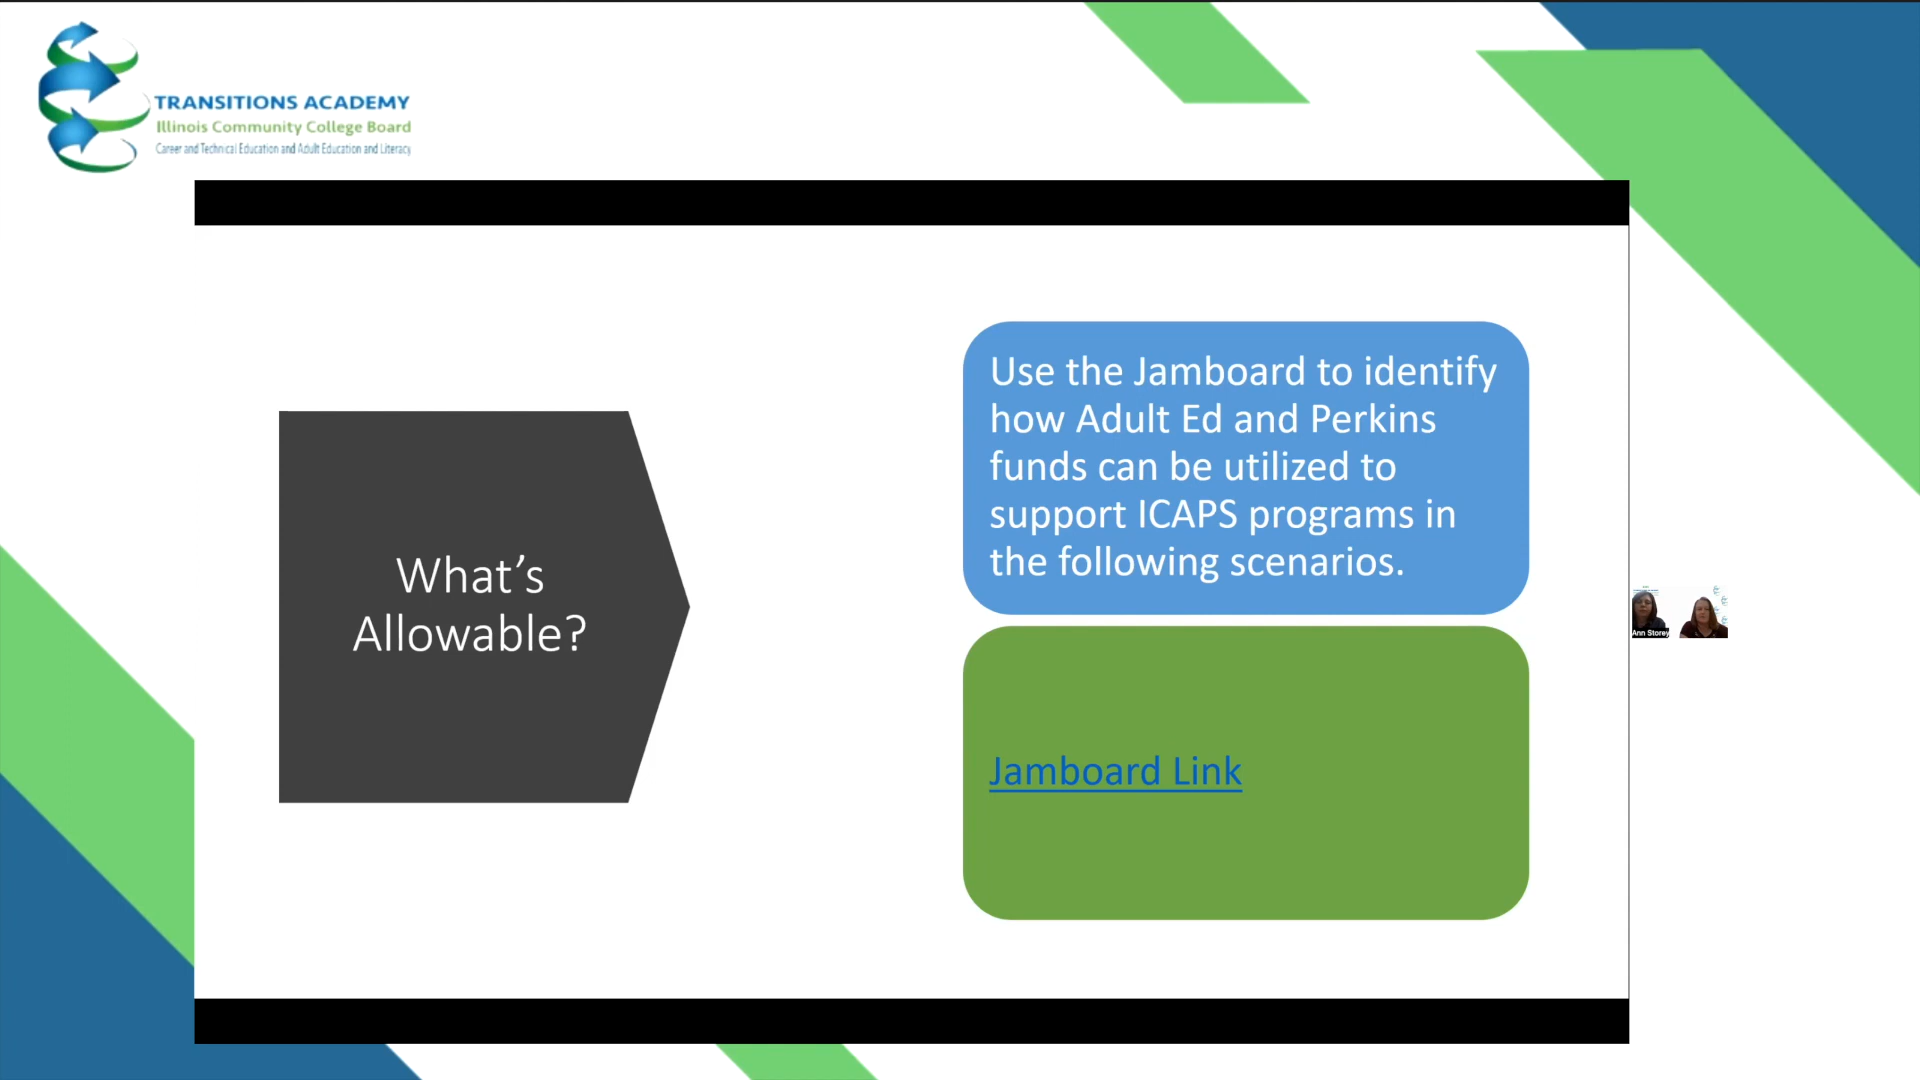 TRANSITIONS ACADEMY
Illinois Community College Board
Career and Technical Education and Adult Education and Literacy
What’s
Allowable?
Use the Jamboard to identify
how Adult Ed and Perkins
funds can be utilized to
support ICAPS programs in
the following scenarios.
Jamboard Link
Ann Storey